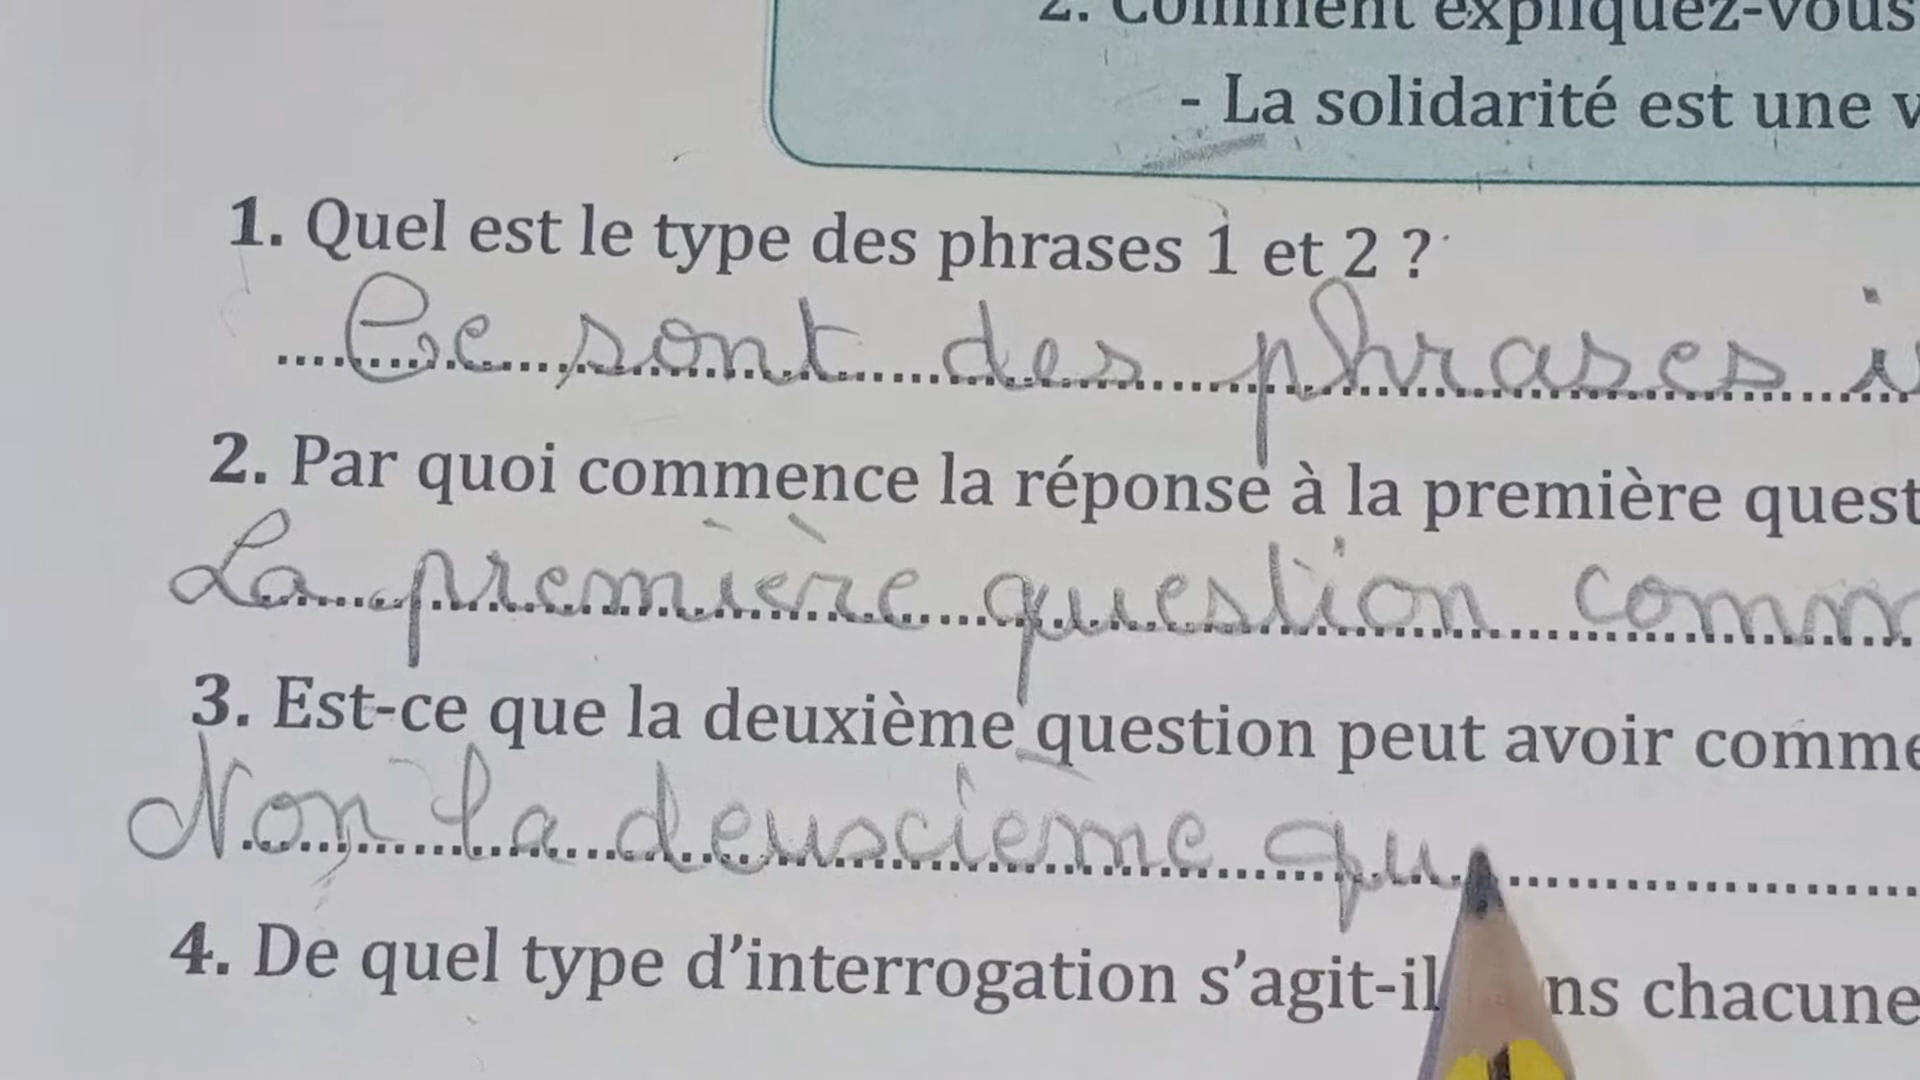 2. Comment expliquez-vous
- La solidarité est une v
1. Quel est le type des phrases 1 et 2 ?
Ce sont des phrases i
2. Par quoi commence la réponse à la première quest
La première question comm
3. Est-ce que la deuxième question peut avoir comme
Non, la deuscième qu
4. De quel type d'interrogation s'agit-il ns chacune